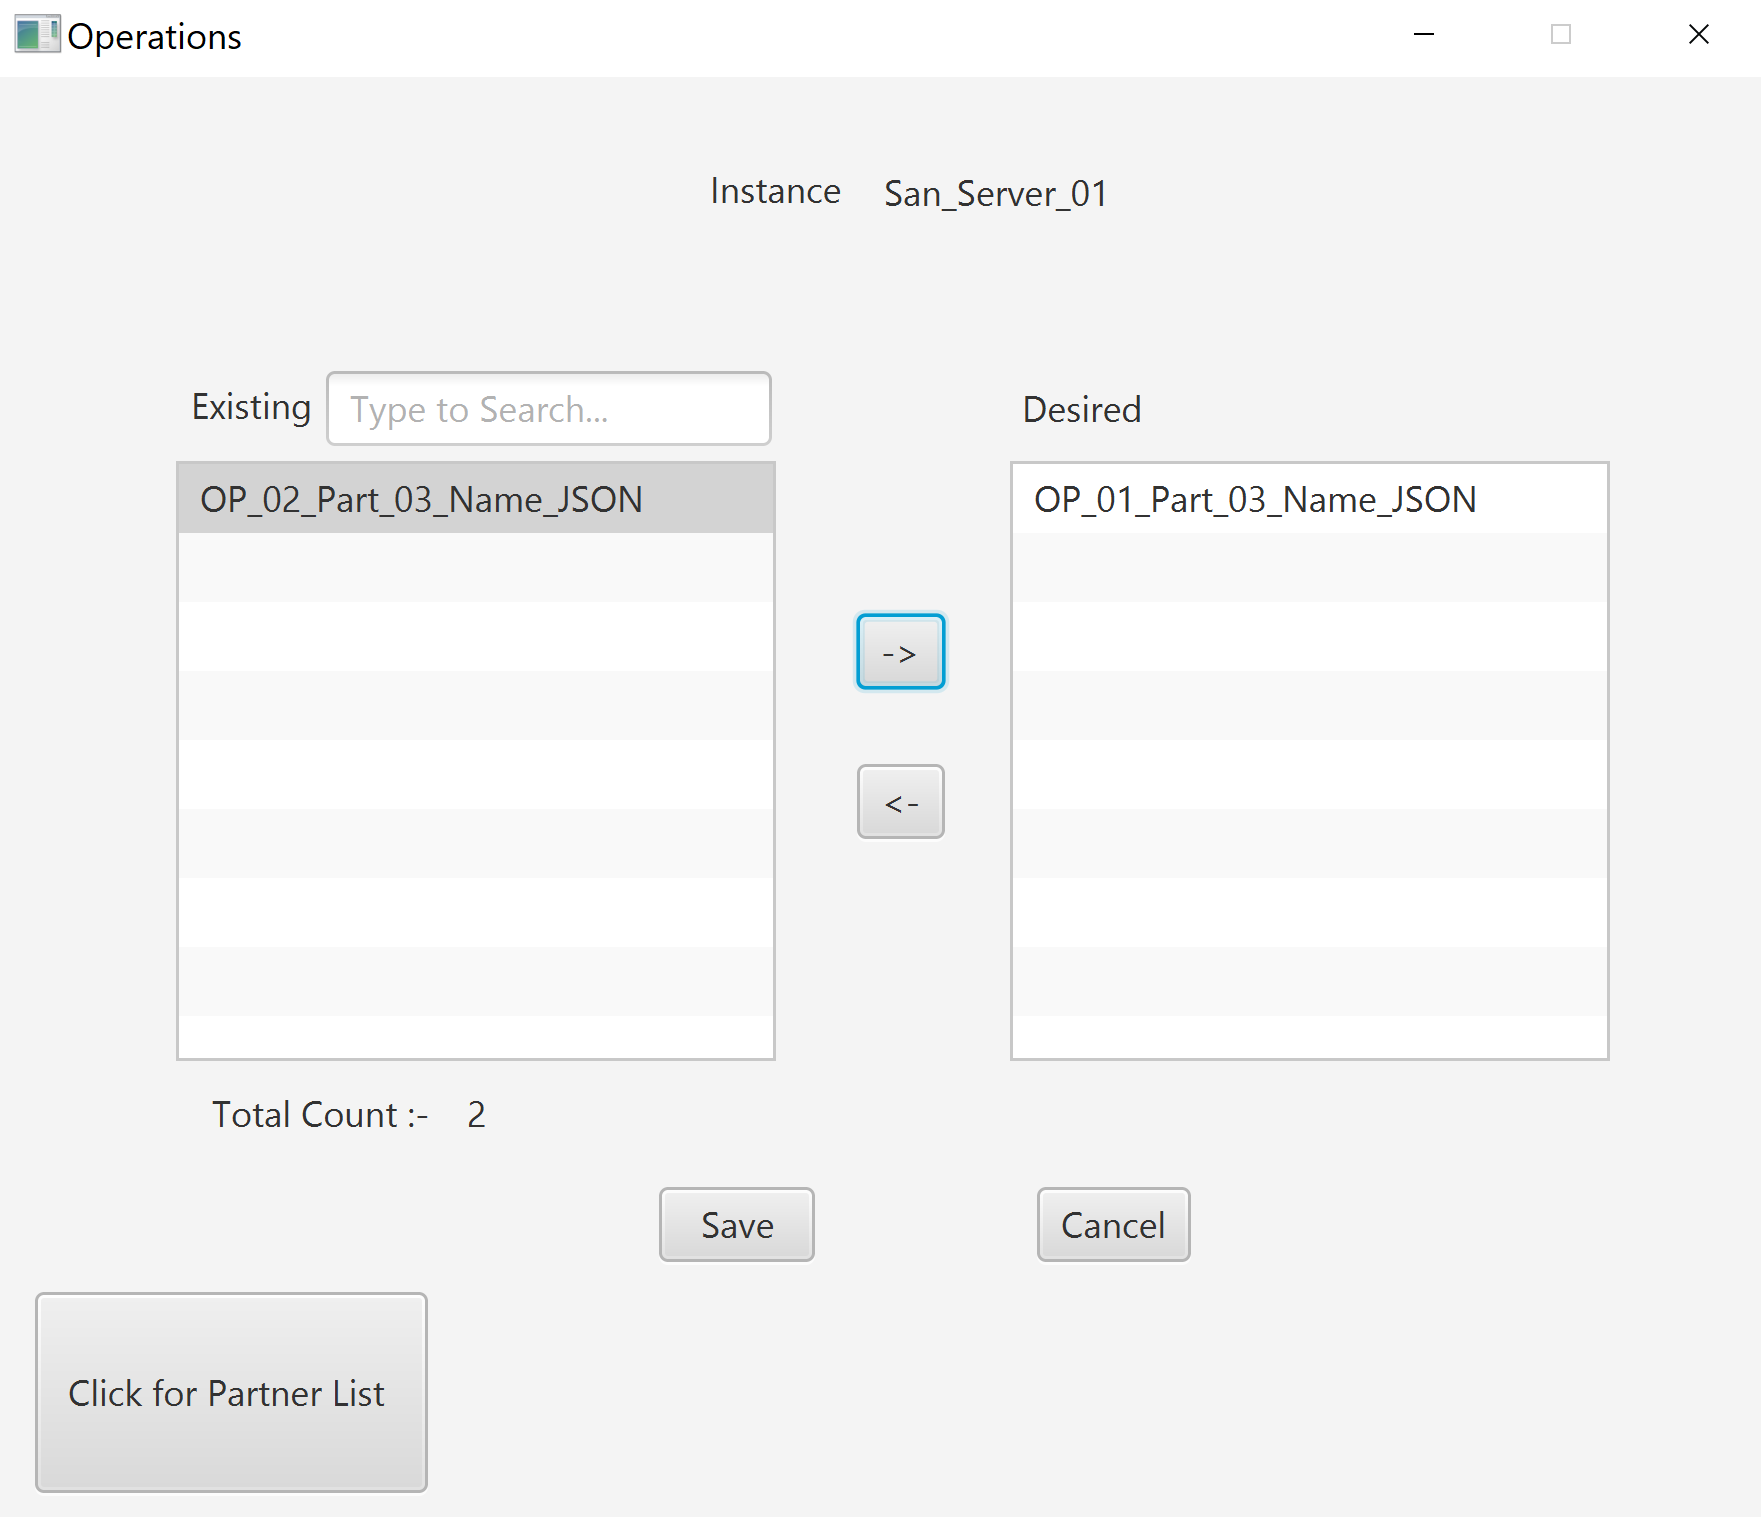 Operations
Instance San_Server_01
Existing Type to Search... Desired
OP_02_Part_03_Name_JSON OP_01_Part_03_Name_JSON
->
<-
Total Count :- 2
Save Cancel
Click for Partner List